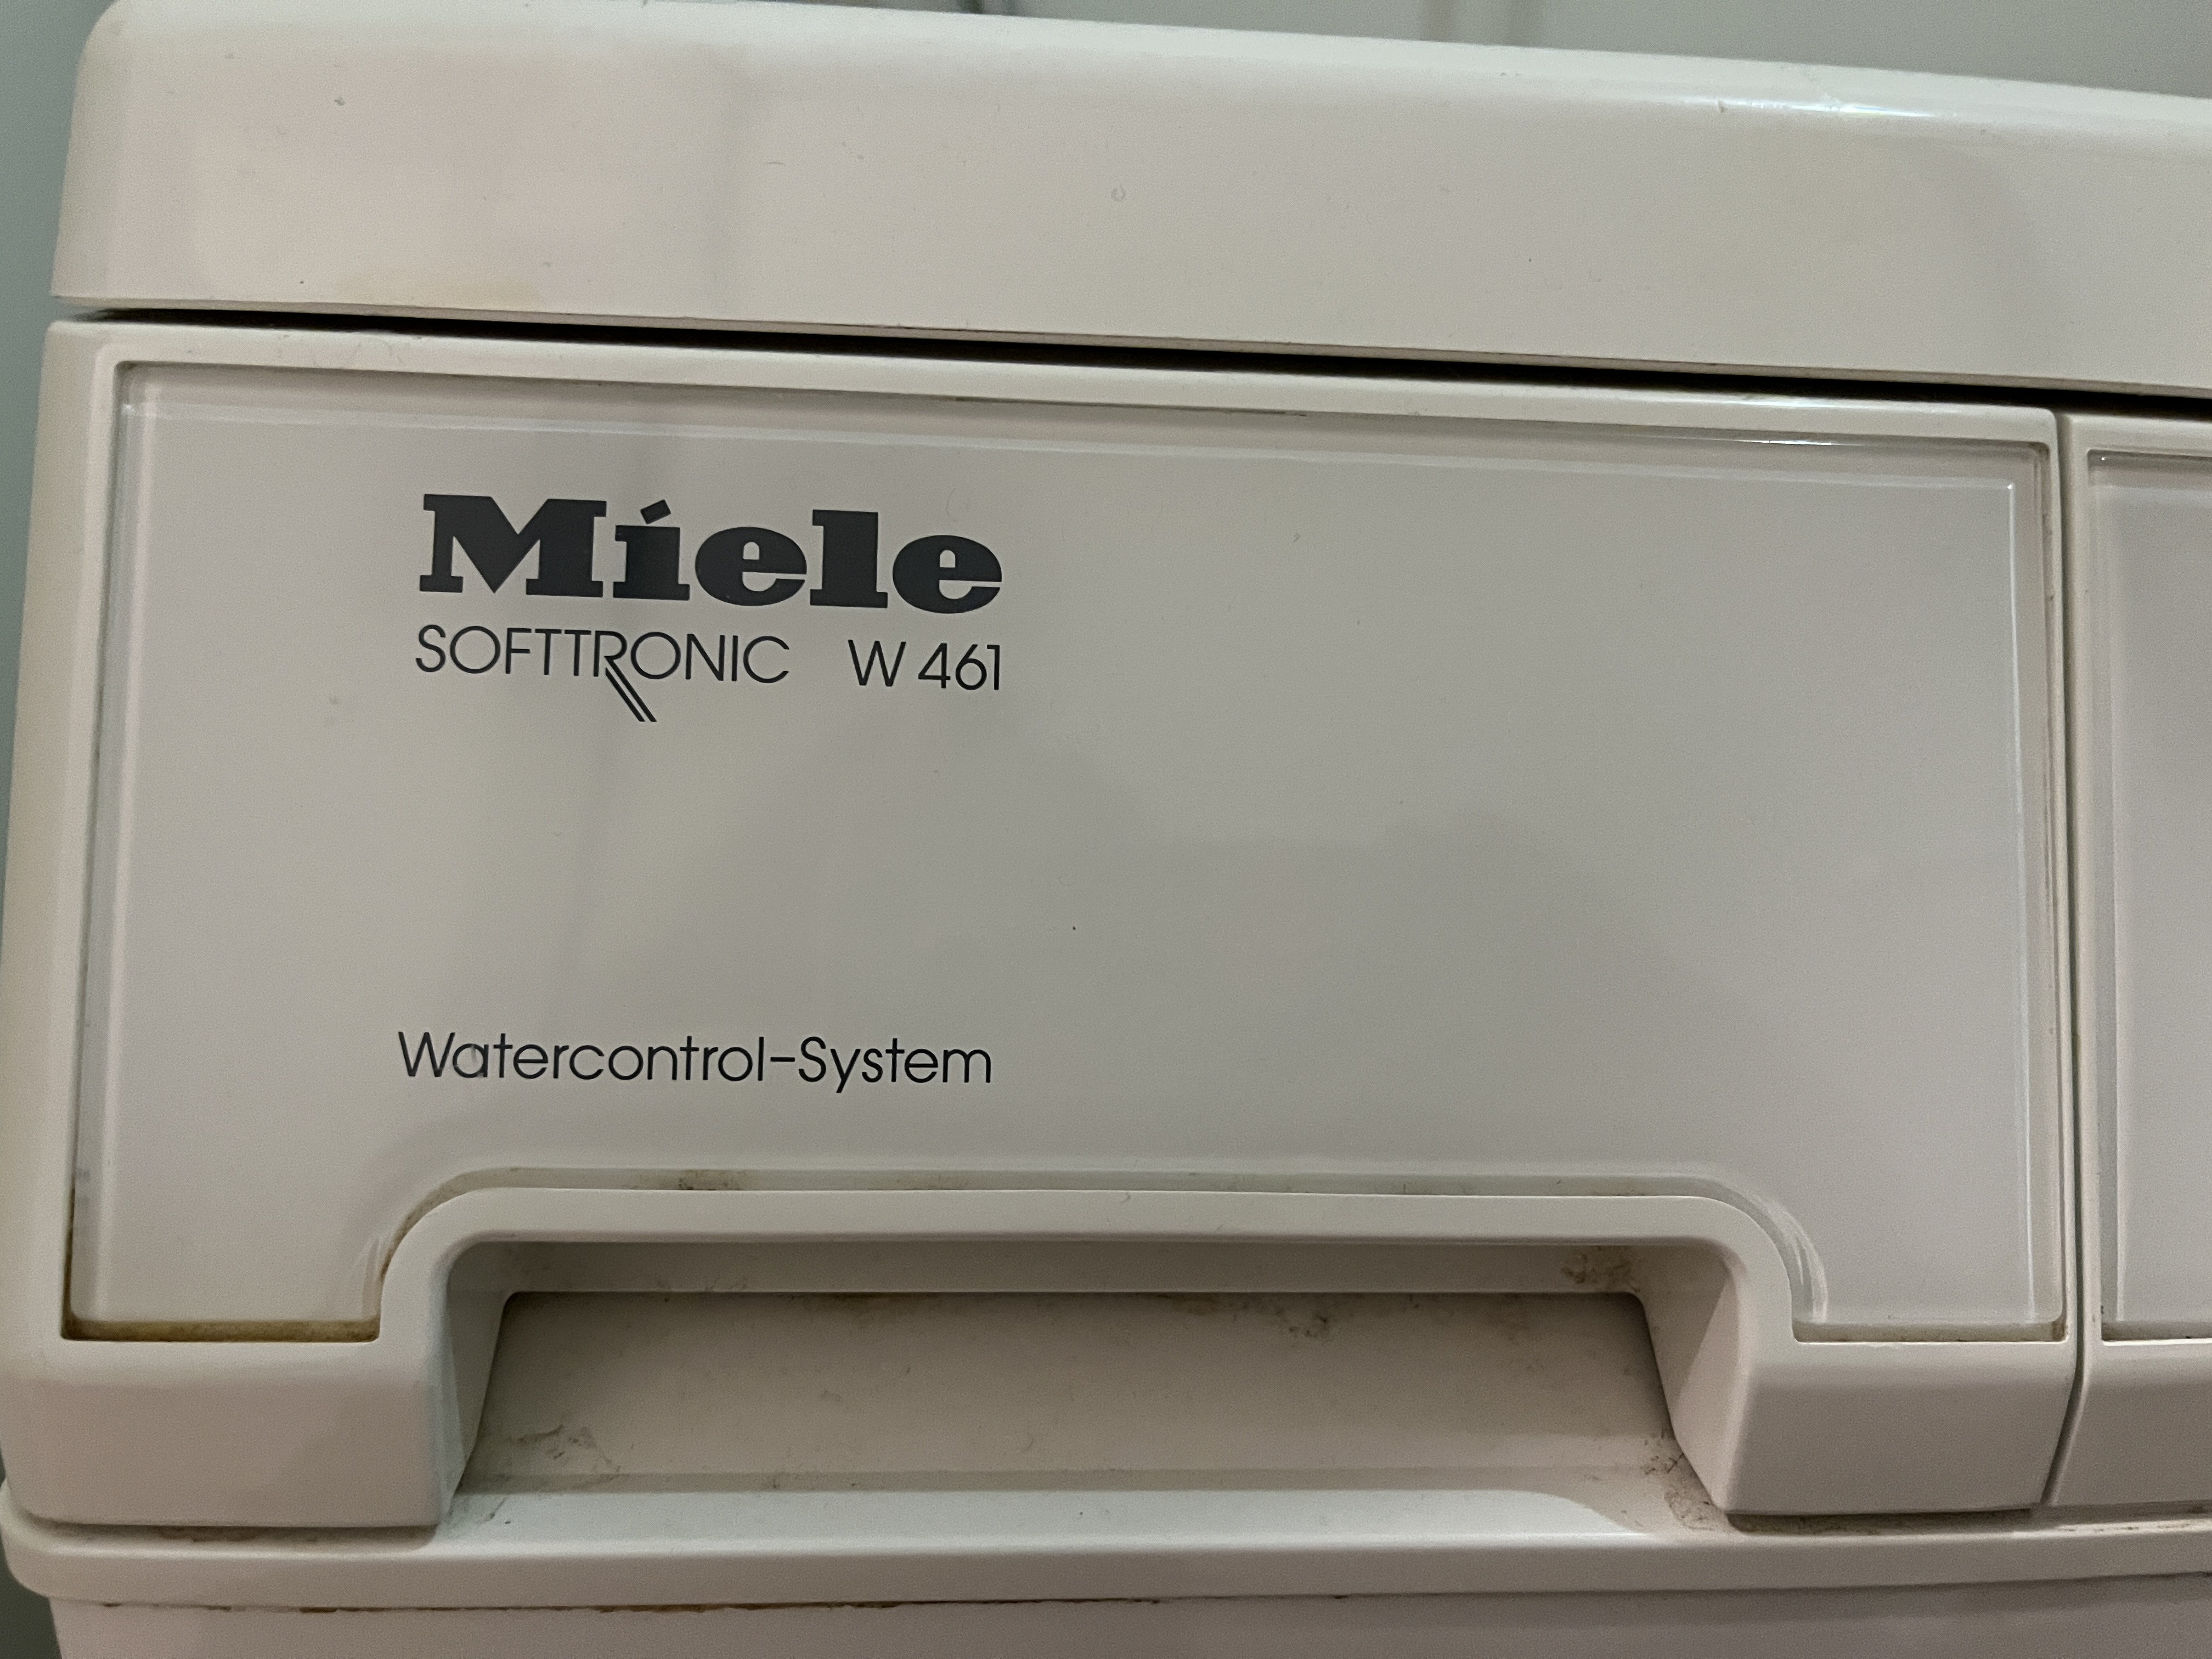 Miele
SOFTTRONIC W 461
Watercontrol-System